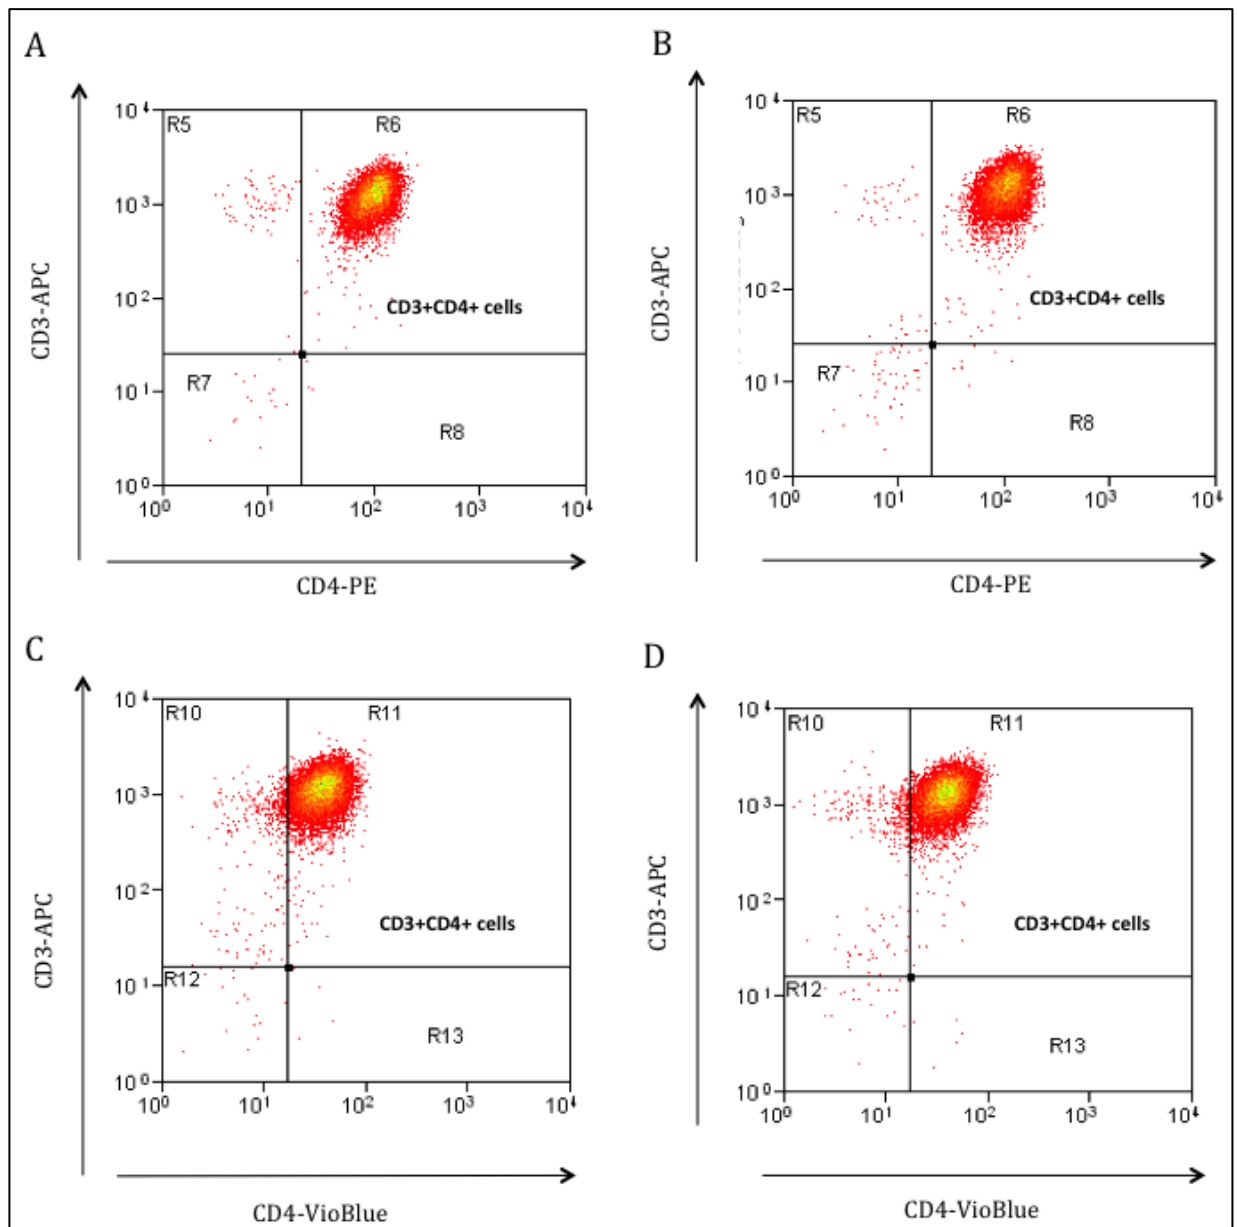 A
10⁴
R5
R6
10³
10²
CD3+CD4+ cells
10¹
R7
R8
10⁰
10⁰ 10¹ 10² 10³ 10⁴
CD3-APC
CD4-PE
B
10⁴
R5
R6
10³
10²
CD3+CD4+ cells
10¹
R7
R8
10⁰
10⁰ 10¹ 10² 10³ 10⁴
CD3-APC
CD4-PE
C
10⁴
R10
R11
10³
10²
CD3+CD4+ cells
R12
10¹
R13
10⁰
10⁰ 10¹ 10² 10³ 10⁴
CD3-APC
CD4-VioBlue
D
10⁴
R10
R11
10³
10²
CD3+CD4+ cells
R12
10¹
R13
10⁰
10⁰ 10¹ 10² 10³ 10⁴
CD3-APC
CD4-VioBlue